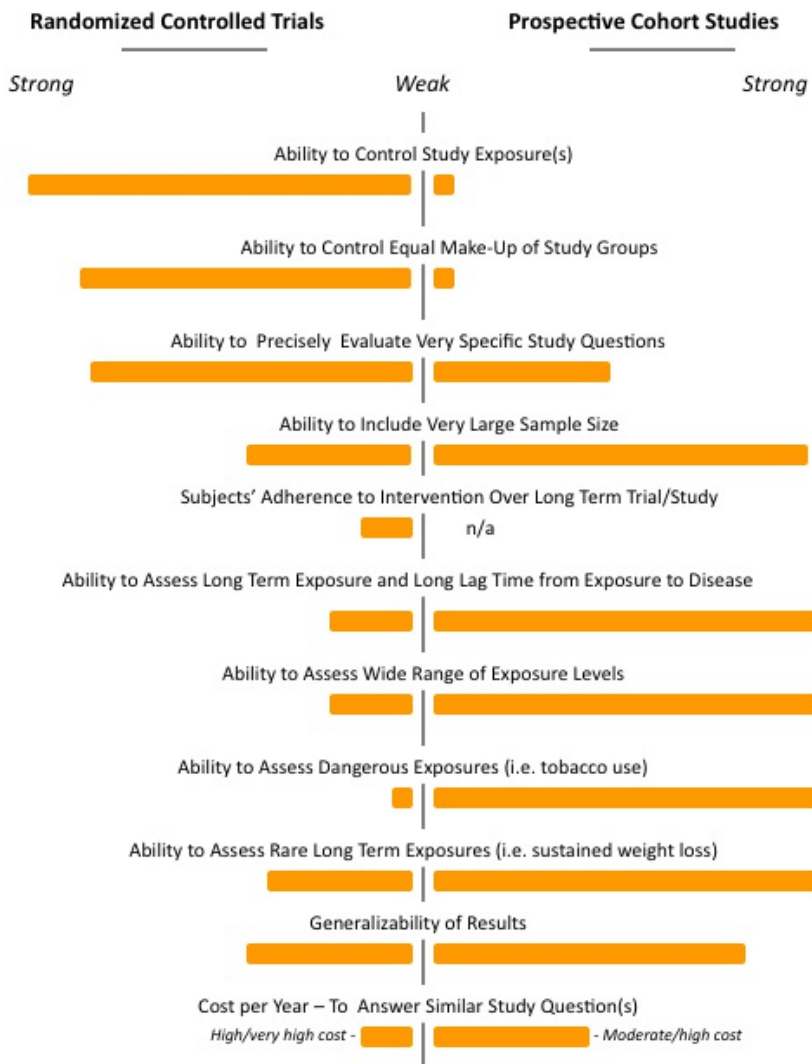 Randomized Controlled Trials
Prospective Cohort Studies
Strong
Weak
Strong
Ability to Control Study Exposure(s)
Ability to Control Equal Make-Up of Study Groups
Ability to Precisely Evaluate Very Specific Study Questions
Ability to Include Very Large Sample Size
Subjects’ Adherence to Intervention Over Long Term Trial/Study
n/a
Ability to Assess Long Term Exposure and Long Lag Time from Exposure to Disease
Ability to Assess Wide Range of Exposure Levels
Ability to Assess Dangerous Exposures (i.e. tobacco use)
Ability to Assess Rare Long Term Exposures (i.e. sustained weight loss)
Generalizability of Results
Cost per Year – To Answer Similar Study Question(s)
High/very high cost -
- Moderate/high cost